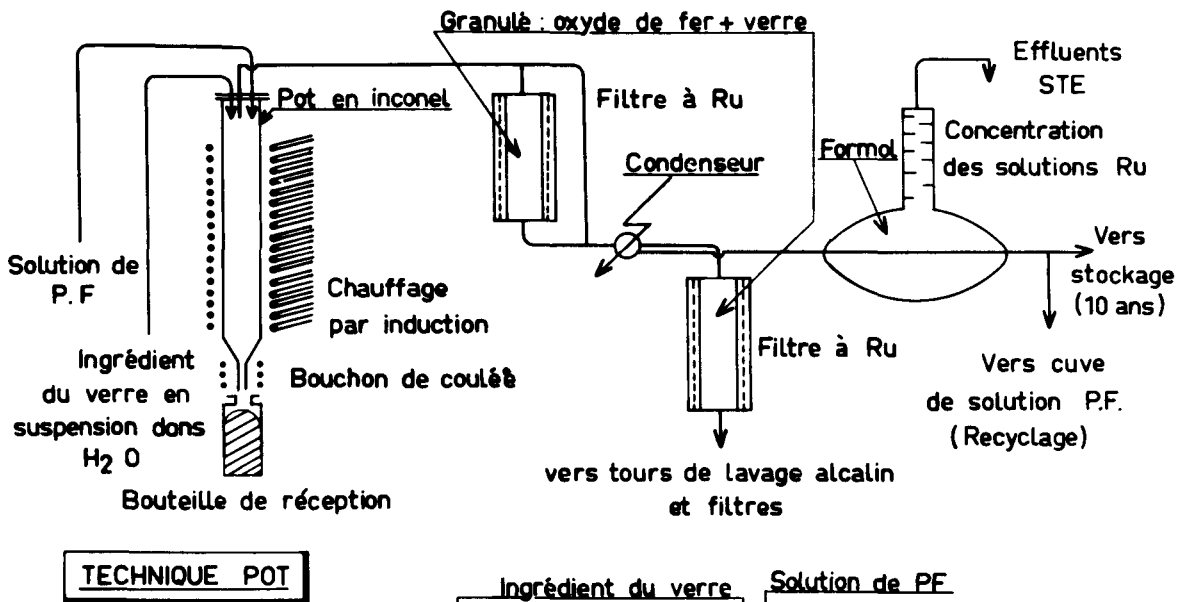 Granulé : oxyde de fer + verre
Effluents
STE
Pot en inconel
Filtre à Ru
Formol
Concentration
des solutions Ru
Condenseur
Solution de
P.F
Chauffage
par induction
Vers
stockage
(10 ans)
Filtre à Ru
Ingrédient
du verre en
suspension dans
H2O
Bouchon de coulée
Vers cuve
de solution P.F.
(Recyclage)
Bouteille de réception
vers tours de lavage alcalin
et filtres
TECHNIQUE POT
Ingrédient du verre
Solution de PF